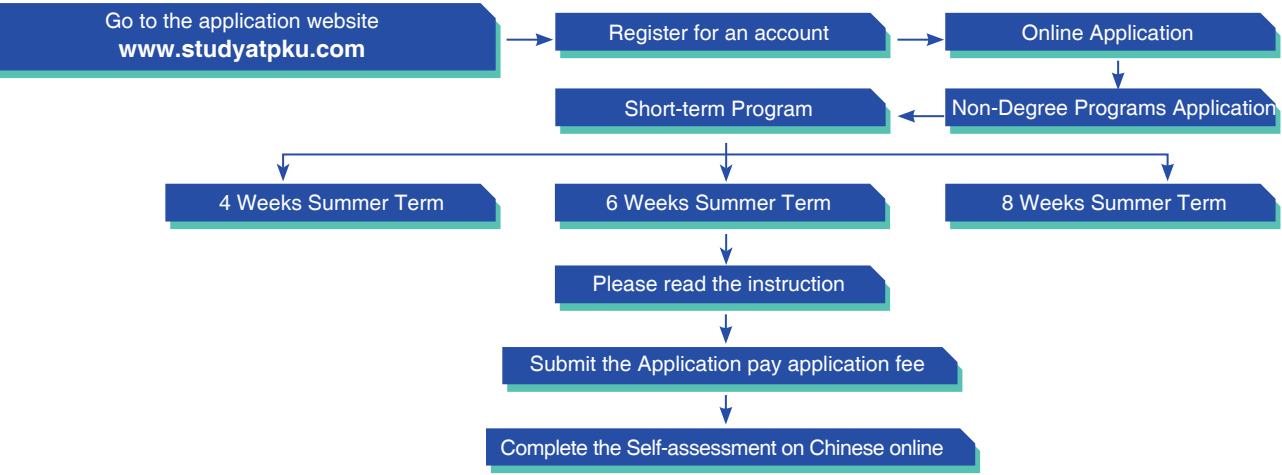 Go to the application website
www.studyatpku.com
Register for an account
Online Application
Non-Degree Programs Application
Short-term Program
4 Weeks Summer Term
6 Weeks Summer Term
8 Weeks Summer Term
Please read the instruction
Submit the Application pay application fee
Complete the Self-assessment on Chinese online